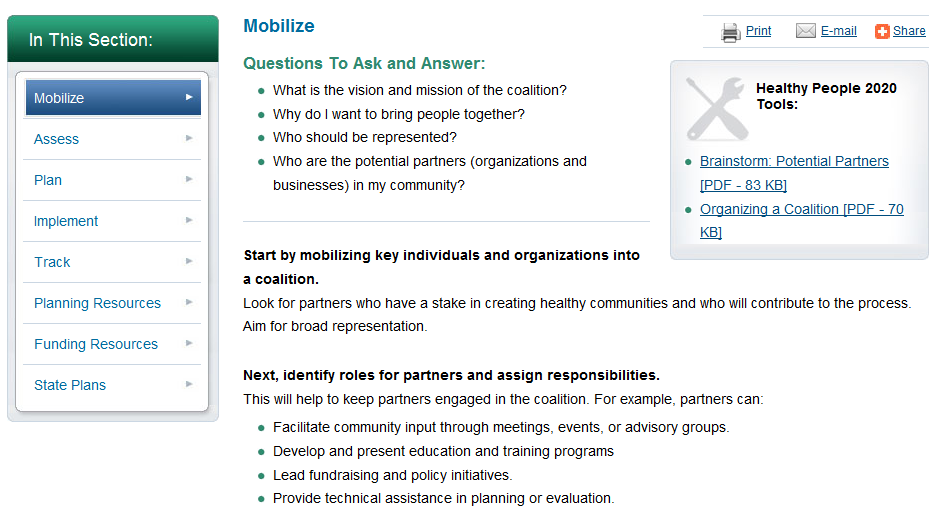 In This Section:
Mobilize
Assess
Plan
Implement
Track
Planning Resources
Funding Resources
State Plans
Mobilize
Print
E-mail
Share
Questions To Ask and Answer:
What is the vision and mission of the coalition?
Why do I want to bring people together?
Who should be represented?
Who are the potential partners (organizations and
businesses) in my community?
Healthy People 2020
Tools:
Brainstorm: Potential Partners
[PDF - 83 KB]
Organizing a Coalition [PDF - 70
KB]
Start by mobilizing key individuals and organizations into
a coalition.
Look for partners who have a stake in creating healthy communities and who will contribute to the process.
Aim for broad representation.
Next, identify roles for partners and assign responsibilities.
This will help to keep partners engaged in the coalition. For example, partners can:
Facilitate community input through meetings, events, or advisory groups.
Develop and present education and training programs
Lead fundraising and policy initiatives.
Provide technical assistance in planning or evaluation.